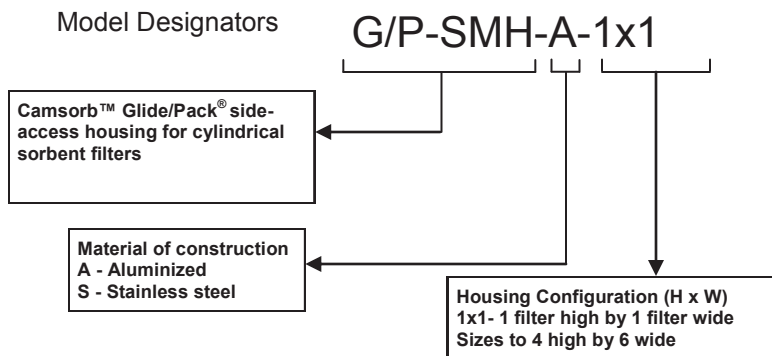 Model Designators
G/P-SMH-A-1x1
Camsorb™ Glide/Pack® side-
access housing for cylindrical
sorbent filters
Material of construction
A - Aluminized
S - Stainless steel
Housing Configuration (H x W)
1x1- 1 filter high by 1 filter wide
Sizes to 4 high by 6 wide